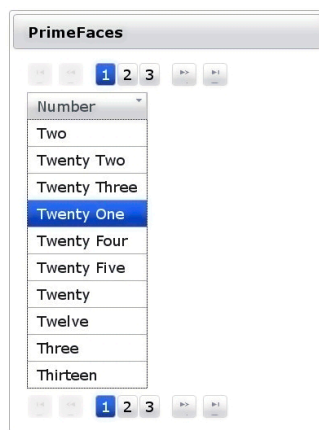 PrimeFaces
1 2 3
Number
Two
Twenty Two
Twenty Three
Twenty One
Twenty Four
Twenty Five
Twenty
Twelve
Three
Thirteen
1 2 3